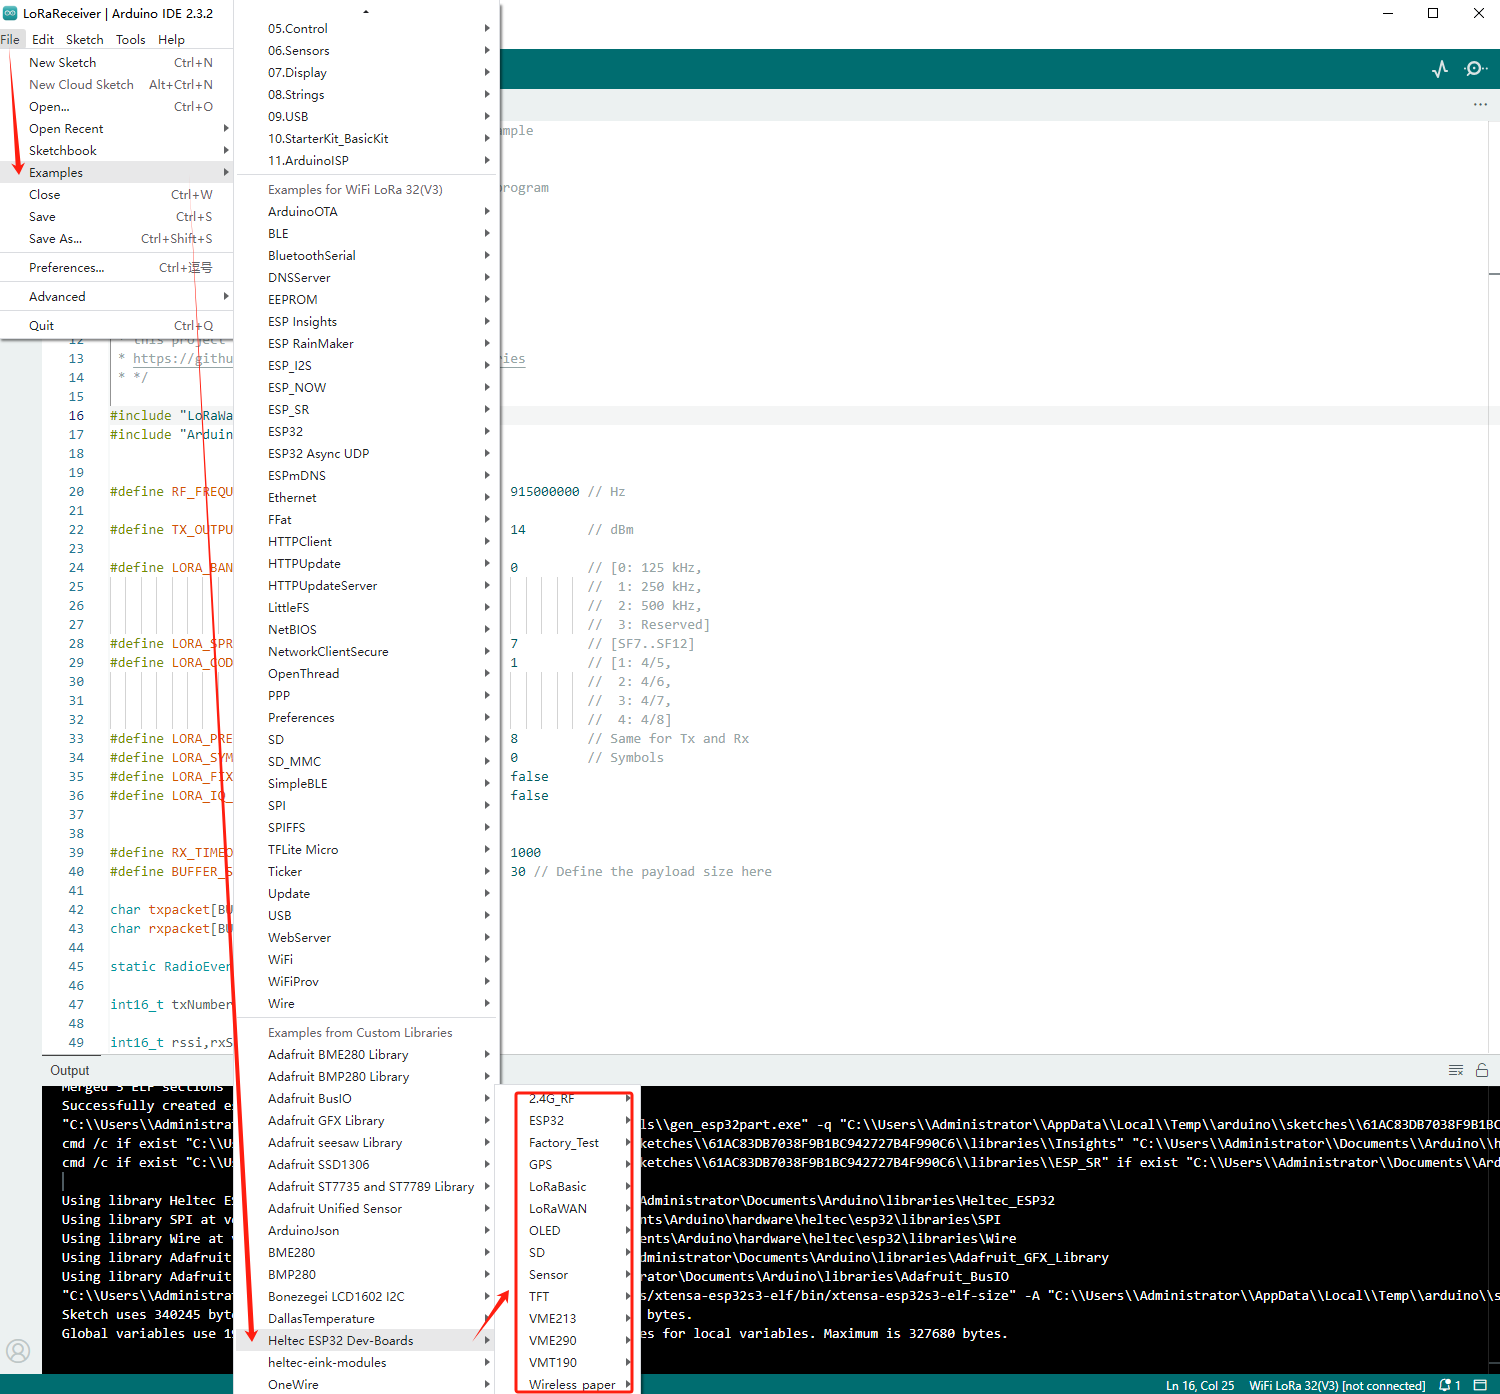 LoRaReceiver | Arduino IDE 2.3.2
File Edit Sketch Tools Help
New Sketch Ctrl+N
New Cloud Sketch Alt+Ctrl+N
Open... Ctrl+O
Open Recent
Sketchbook
Examples
Close Ctrl+W
Save Ctrl+S
Save As... Ctrl+Shift+S
Preferences... Ctrl+逗号
Advanced
Quit Ctrl+Q
05.Control
06.Sensors
07.Display
08.Strings
09.USB
10.StarterKit_BasicKit
11.ArduinoISP
Examples for WiFi LoRa 32(V3)
ArduinoOTA
BLE
BluetoothSerial
DNSServer
EEPROM
ESP Insights
ESP RainMaker
ESP_I2S
ESP_NOW
ESP_SR
ESP32
ESP32 Async UDP
ESPmDNS
Ethernet
FFat
HTTPClient
HTTPUpdate
HTTPUpdateServer
LittleFS
NetBIOS
NetworkClientSecure
OpenThread
PPP
Preferences
SD
SD_MMC
SimpleBLE
SPI
SPIFFS
TFLite Micro
Ticker
Update
USB
WebServer
WiFi
WiFiProv
Wire
Examples from Custom Libraries
Adafruit BME280 Library
Adafruit BMP280 Library
Adafruit BusIO
Adafruit GFX Library
Adafruit seesaw Library
Adafruit SSD1306
Adafruit ST7735 and ST7789 Library
Adafruit Unified Sensor
ArduinoJson
BME280
BMP280
Bonezegei LCD1602 I2C
DallasTemperature
Heltec ESP32 Dev-Boards
heltec-eink-modules
OneWire
2.4G_RF
ESP32
Factory_Test
GPS
LoRaBasic
LoRaWAN
OLED
SD
Sensor
TFT
VME213
VME290
VMT190
Wireless_paper
mple
program
12 * this project
13 * https://githu ies
14 * */
15
16 #include "LoRaWa
17 #include "Arduin
18
19
20 #define RF_FREQU 915000000 // Hz
21
22 #define TX_OUTPU 14 // dBm
23
24 #define LORA_BAN 0 // [0: 125 kHz,
25 // 1: 250 kHz,
26 // 2: 500 kHz,
27 // 3: Reserved]
28 #define LORA_SPR 7 // [SF7..SF12]
29 #define LORA_COD 1 // [1: 4/5,
30 // 2: 4/6,
31 // 3: 4/7,
32 // 4: 4/8]
33 #define LORA_PRE 8 // Same for Tx and Rx
34 #define LORA_SYM 0 // Symbols
35 #define LORA_FIX false
36 #define LORA_IQ_ false
37
38
39 #define RX_TIMEO 1000
40 #define BUFFER_S 30 // Define the payload size here
41
42 char txpacket[BU
43 char rxpacket[BU
44
45 static RadioEver
46
47 int16_t txNumber
48
49 int16_t rssi,rxS
Output
Merged 3 ELF sections
Successfully created e
"C:\\Users\\Administra ls\\gen_esp32part.exe" -q "C:\\Users\\Administrator\\AppData\\Local\\Temp\\arduino\\sketches\\61AC83DB7038F9B1BC
cmd /c if exist "C:\\Us ketches\\61AC83DB7038F9B1BC942727B4F990C6\\libraries\\Insights" "C:\\Users\\Administrator\\Documents\\Arduino\\h
cmd /c if exist "C:\\Us ketches\\61AC83DB7038F9B1BC942727B4F990C6\\libraries\\ESP_SR" if exist "C:\\Users\\Administrator\\Documents\\Ard
Using library Heltec ES Administrator\Documents\Arduino\libraries\Heltec_ESP32
Using library SPI at v nts\Arduino\hardware\heltec\esp32\libraries\SPI
Using library Wire at ents\Arduino\hardware\heltec\esp32\libraries\Wire
Using library Adafruit dministrator\Documents\Arduino\libraries\Adafruit_GFX_Library
Using library Adafruit rator\Documents\Arduino\libraries\Adafruit_BusIO
"C:\\Users\\Administra s/xtensa-esp32s3-elf/bin/xtensa-esp32s3-elf-size" -A "C:\\Users\\Administrator\\AppData\\Local\\Temp\\arduino\\s
Sketch uses 340245 byte bytes.
Global variables use 19 es for local variables. Maximum is 327680 bytes.
Ln 16, Col 25 WiFi LoRa 32(V3) [not connected] 1